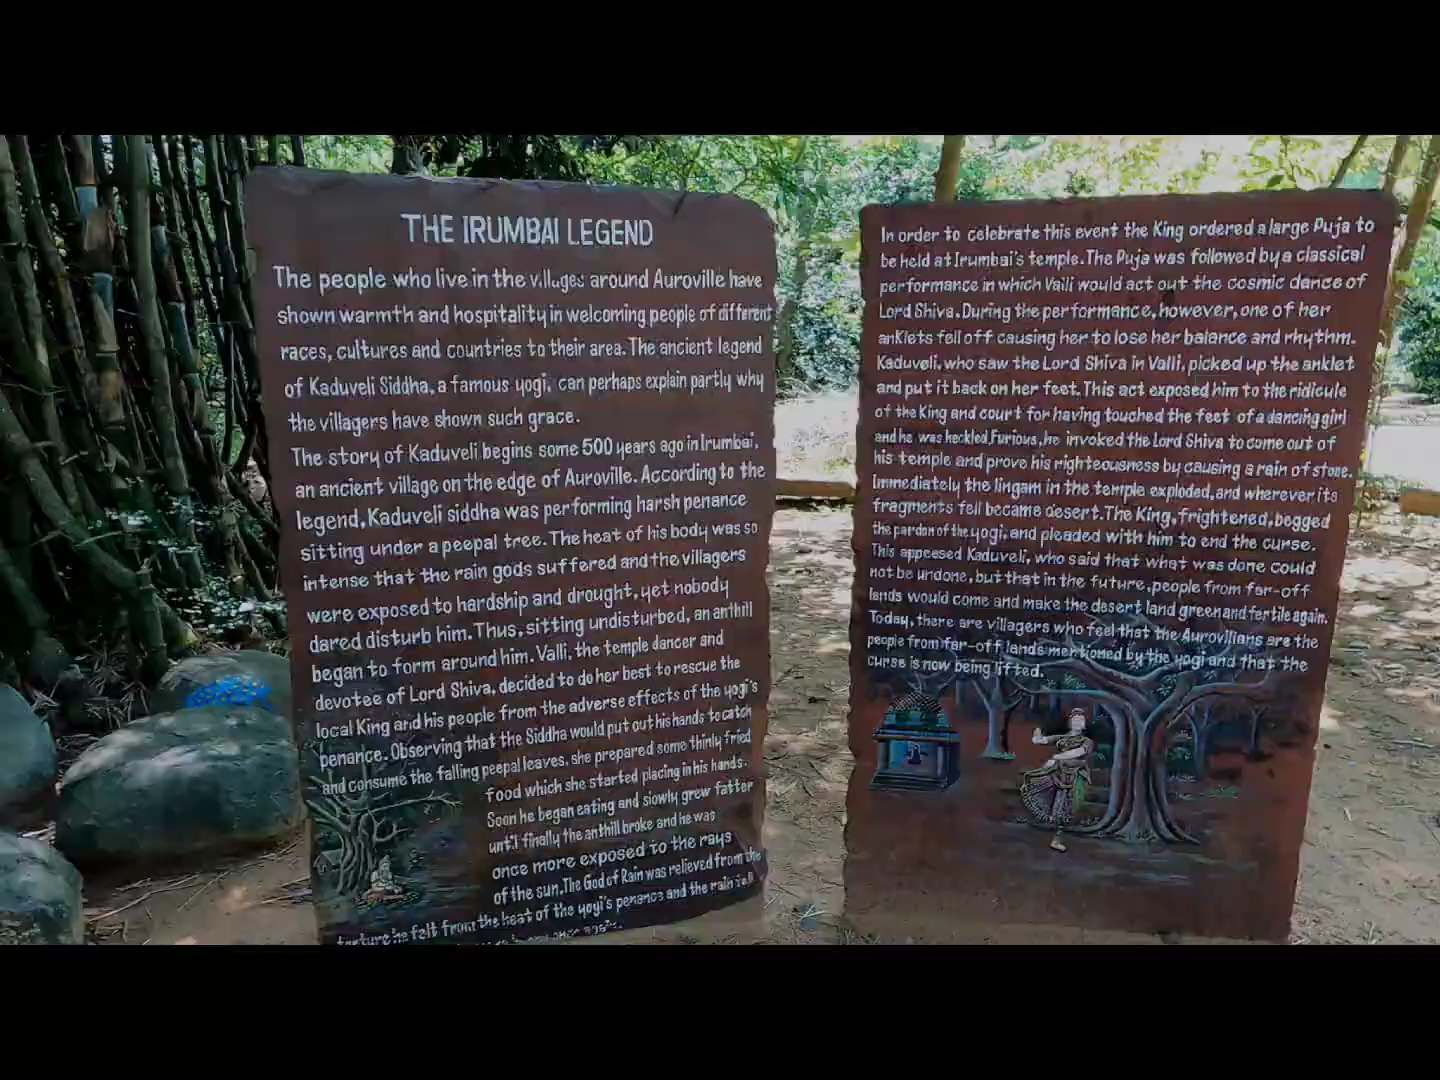 THE IRUMBAI LEGEND
The people who live in the villages around Auroville have
shown warmth and hospitality in welcoming people of different
races, cultures and countries to their area. The ancient legend
of Kaduveli Siddha, a famous yogi, can perhaps explain partly why
the villagers have shown such grace.
The story of Kaduveli begins some 500 years ago in Irumbai,
an ancient village on the edge of Auroville. According to the
legend, Kaduveli siddha was performing harsh penance
sitting under a peepal tree. The heat of his body was so
intense that the rain gods suffered and the villagers
were exposed to hardship and drought, yet nobody
dared disturb him. Thus, sitting undisturbed, an anthill
began to form around him. Valli, the temple dancer and
devotee of Lord Shiva, decided to do her best to rescue the
local King and his people from the adverse effects of the yogi's
penance. Observing that the Siddha would put out his hands to catch
and consume the falling peepal leaves, she prepared some thinly fried
food which she started placing in his hands.
Soon he began eating and slowly grew fatter
until finally the anthill broke and he was
once more exposed to the rays
of the sun. The God of Rain was relieved from the
torture he felt from the heat of the yogi's penance and the rain fell
once again.
In order to celebrate this event the King ordered a large Puja to
be held at Irumbai's temple. The Puja was followed by a classical
performance in which Valli would act out the cosmic dance of
Lord Shiva. During the performance, however, one of her
anklets fell off causing her to lose her balance and rhythm.
Kaduveli, who saw the Lord Shiva in Valli, picked up the anklet
and put it back on her feet. This act exposed him to the ridicule
of the King and court for having touched the feet of a dancing girl
and he was heckled. Furious, he invoked the Lord Shiva to come out of
his temple and prove his righteousness by causing a rain of stone.
Immediately the lingam in the temple exploded, and wherever its
fragments fell became desert. The King, frightened, begged
the pardon of the yogi, and pleaded with him to end the curse.
This appeesed Kaduveli, who said that what was done could
not be undone, but that in the future, people from far-off
lands would come and make the desert land green and fertile again.
Today, there are villagers who feel that the Aurovilians are the
people from far-off lands mentioned by the yogi and that the
curse is now being lifted.